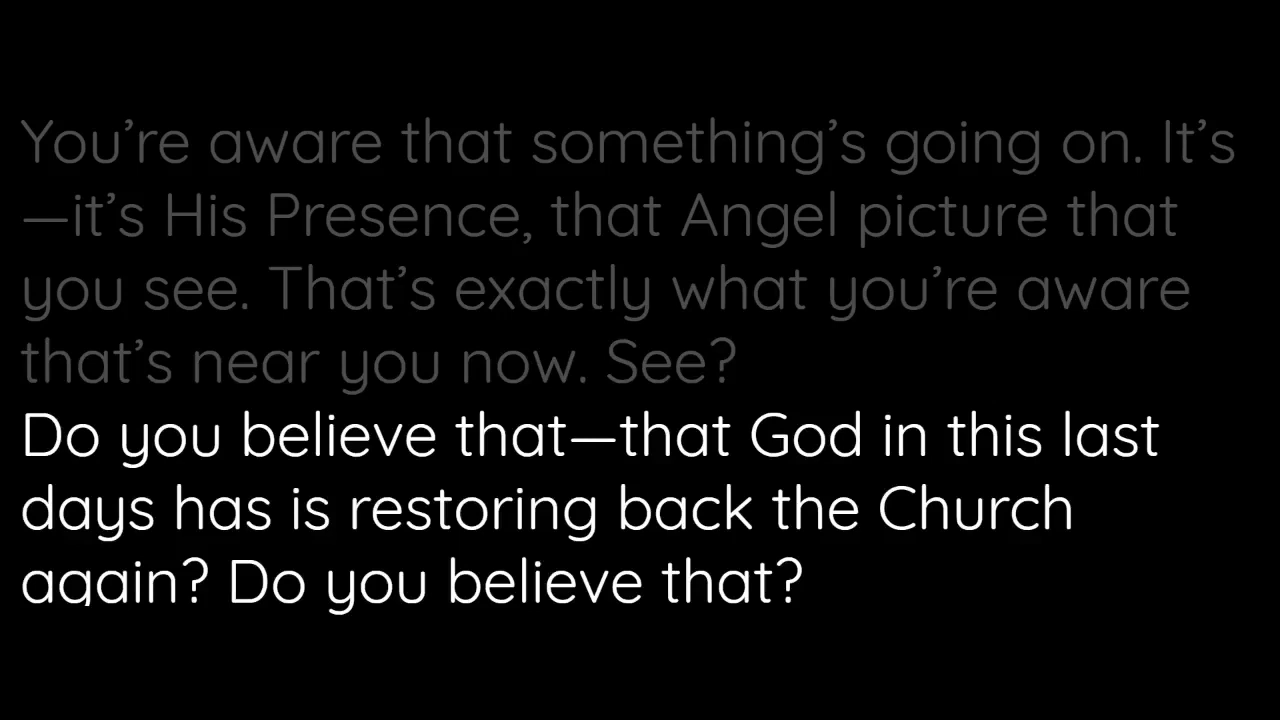 You’re aware that something’s going on. It’s
—it’s His Presence, that Angel picture that
you see. That’s exactly what you’re aware
that’s near you now. See?
Do you believe that—that God in this last
days has is restoring back the Church
again? Do you believe that?